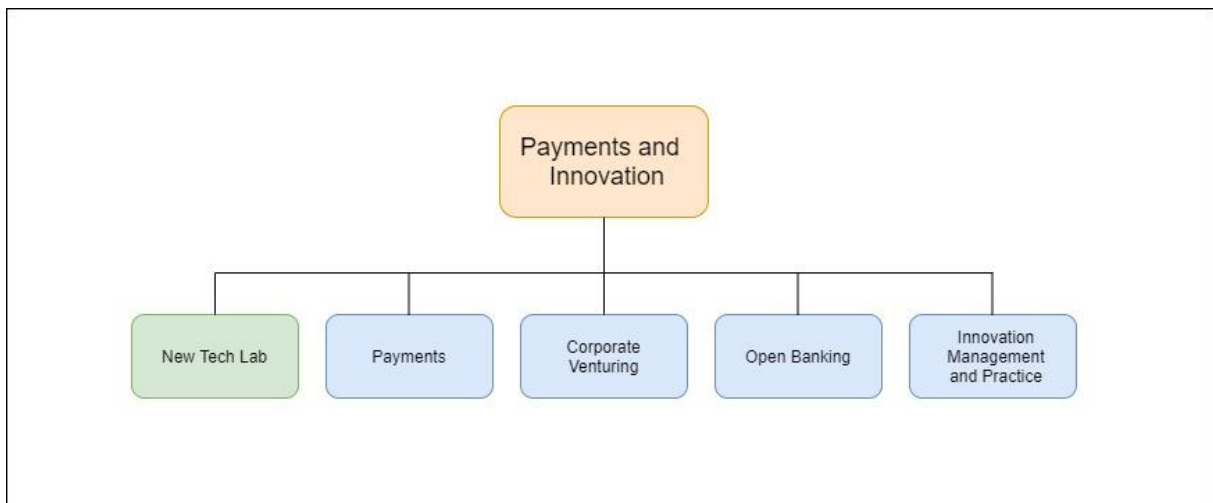 Payments and
Innovation
New Tech Lab
Payments
Corporate
Venturing
Open Banking
Innovation
Management
and Practice